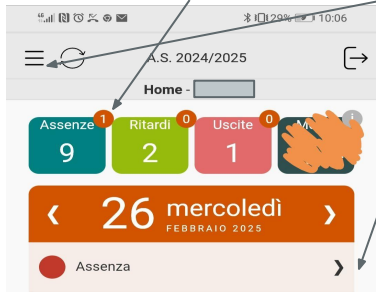 46 29% 10:06
A.S. 2024/2025
Home -
Assenze 1 Ritardi 0 Uscite 0
9 2 1
26 mercoledì
FEBBRAIO 2025
Assenza